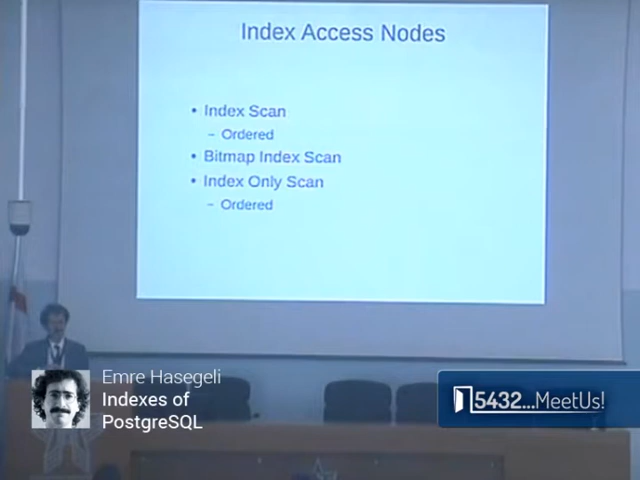 Index Access Nodes
• Index Scan
– Ordered
• Bitmap Index Scan
• Index Only Scan
– Ordered
Emre Hasegeli
Indexes of
PostgreSQL
5432...MeetUs!